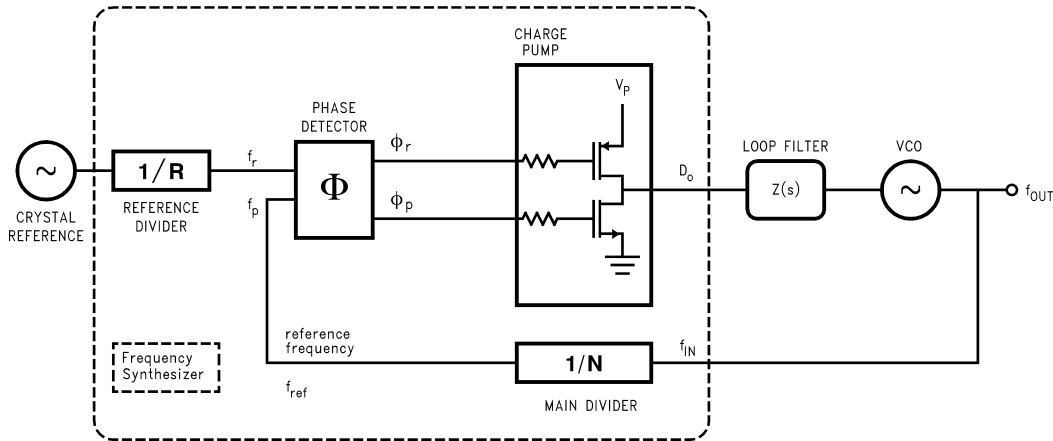 CHARGE
PUMP
V_P
PHASE
DETECTOR
ϕ_r
f_r
1/R
Φ
D_o
LOOP FILTER
VCO
~
Z(s)
~
f_OUT
CRYSTAL
REFERENCE
REFERENCE
DIVIDER
f_p
ϕ_p
reference
frequency
f_IN
1/N
Frequency
Synthesizer
f_ref
MAIN DIVIDER